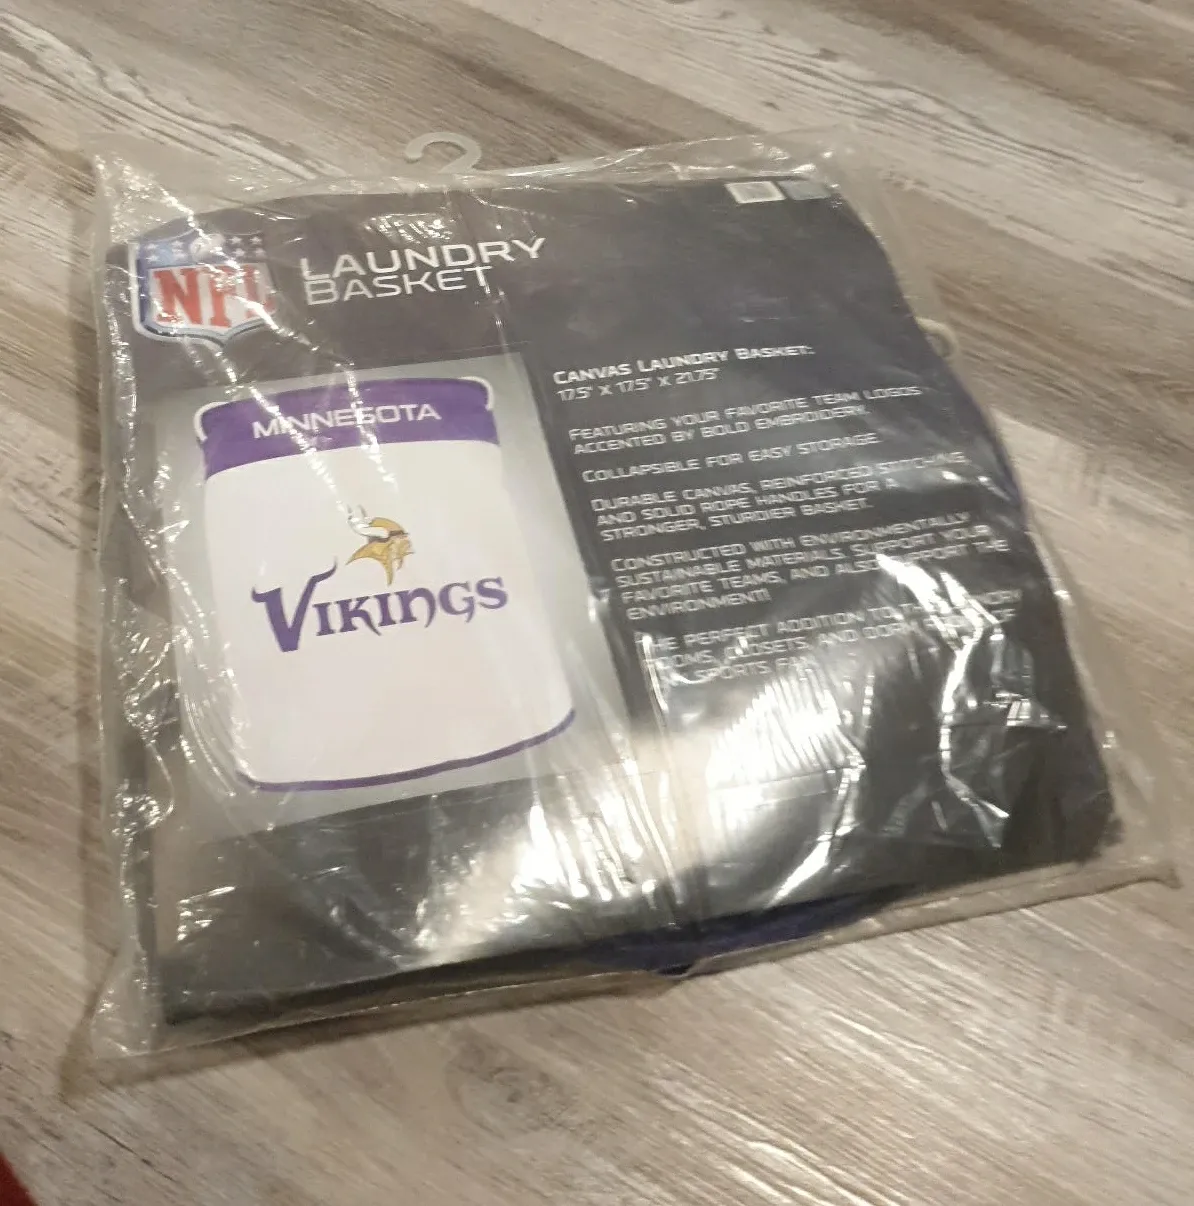 NFL
LAUNDRY
BASKET
MINNESOTA
VIKINGS
CANVAS LAUNDRY BASKET:
17.5" X 17.5" X 21.75"
FEATURING YOUR FAVORITE TEAM LOGOS
ACCENTED BY BOLD EMBROIDERY.
COLLAPSIBLE FOR EASY STORAGE.
DURABLE CANVAS, REINFORCED STITCHING,
AND SOLID ROPE HANDLES FOR A
STRONGER, STURDIER BASKET.
CONSTRUCTED WITH ENVIRONMENTALLY
SUSTAINABLE MATERIALS. SUPPORT YOUR
FAVORITE TEAMS, AND ALSO SUPPORT THE
ENVIRONMENT!
THE PERFECT ADDITION TO THE LAUNDRY
ROOMS, CLOSETS, AND DORM OF
SPORTS FAN